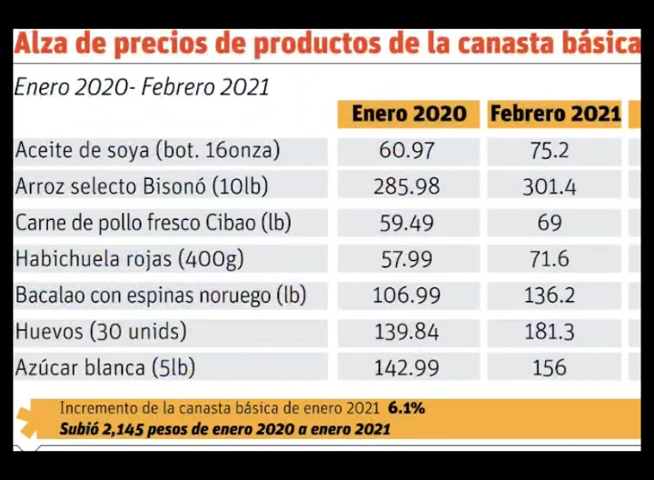 Alza de precios de productos de la canasta básica
Enero 2020- Febrero 2021
Enero 2020 Febrero 2021
Aceite de soya (bot. 16onza) 60.97 75.2
Arroz selecto Bisonó (10lb) 285.98 301.4
Carne de pollo fresco Cibao (lb) 59.49 69
Habichuela rojas (400g) 57.99 71.6
Bacalao con espinas noruego (lb) 106.99 136.2
Huevos (30 unids) 139.84 181.3
Azúcar blanca (5lb) 142.99 156
Incremento de la canasta básica de enero 2021 6.1%
Subió 2,145 pesos de enero 2020 a enero 2021